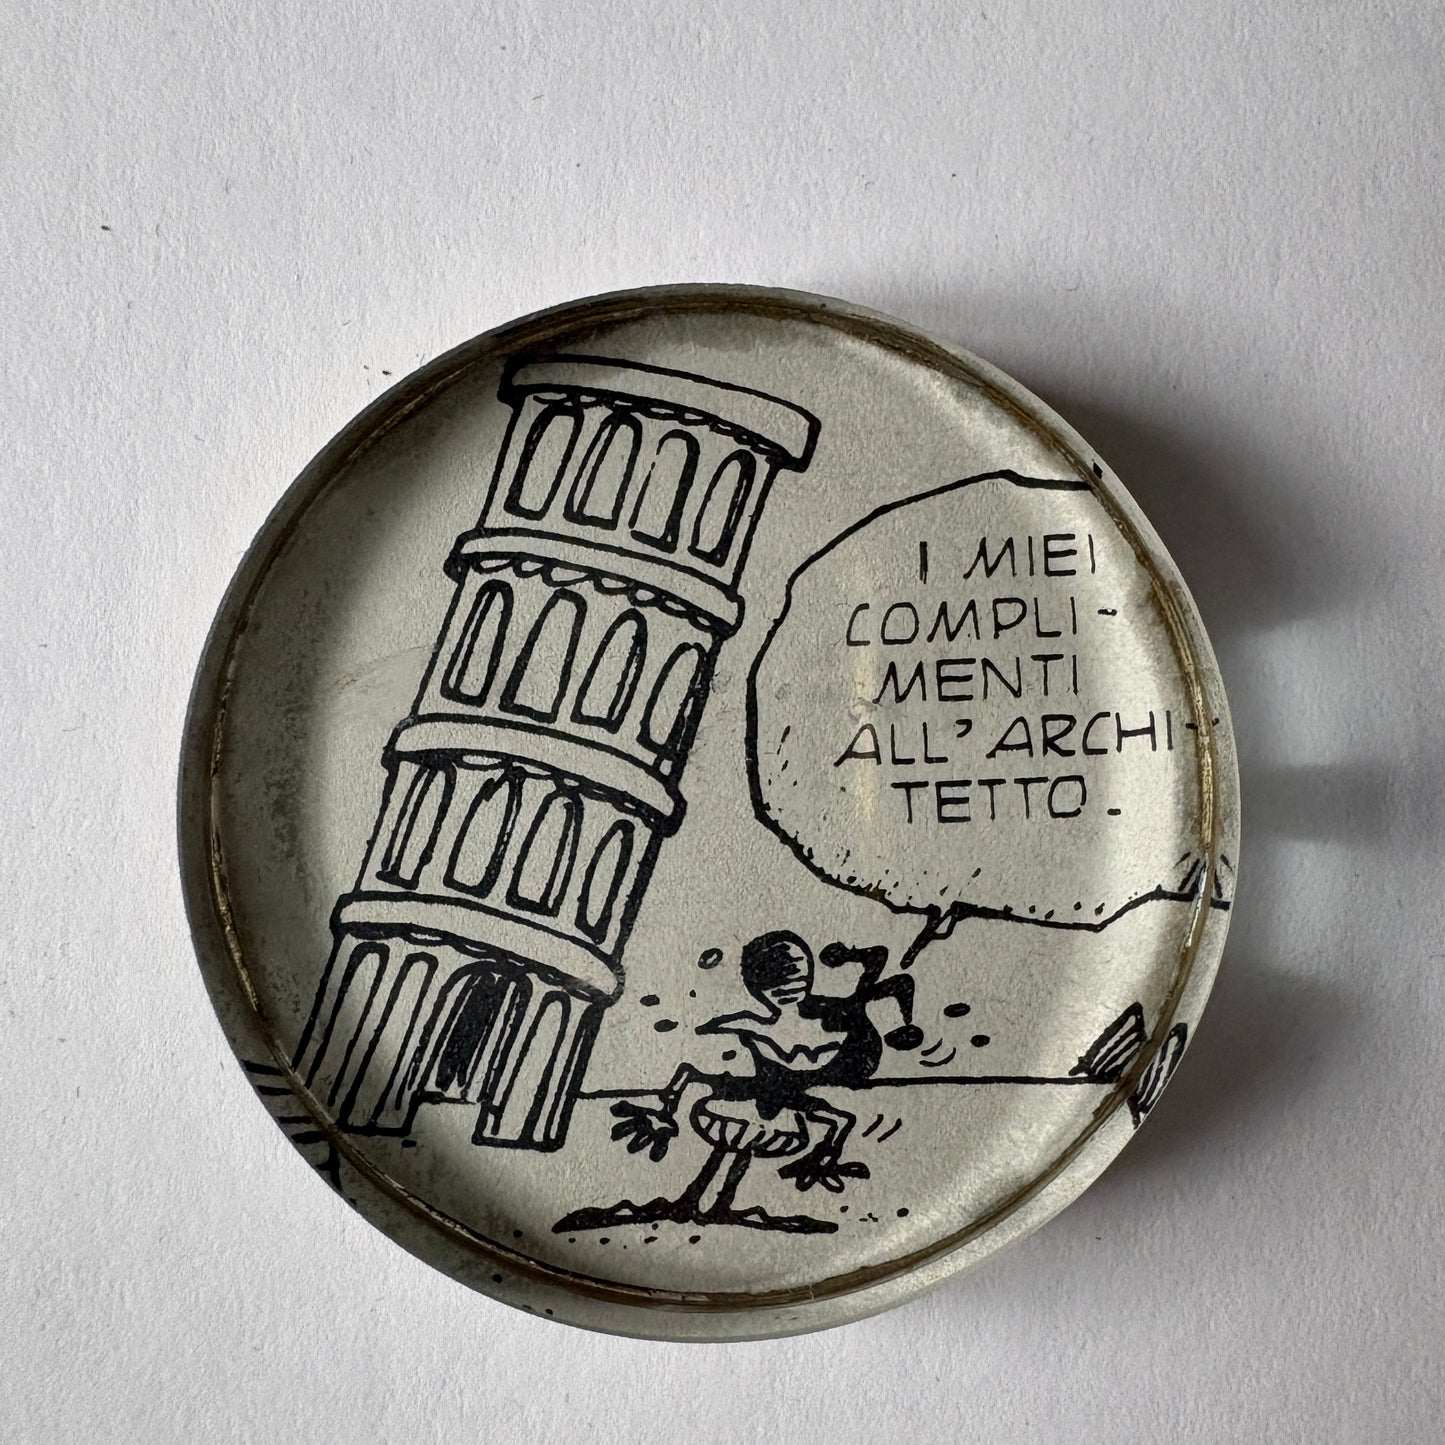 I MIEI
COMPLI-
MENTI
ALL' ARCHI-
TETTO.